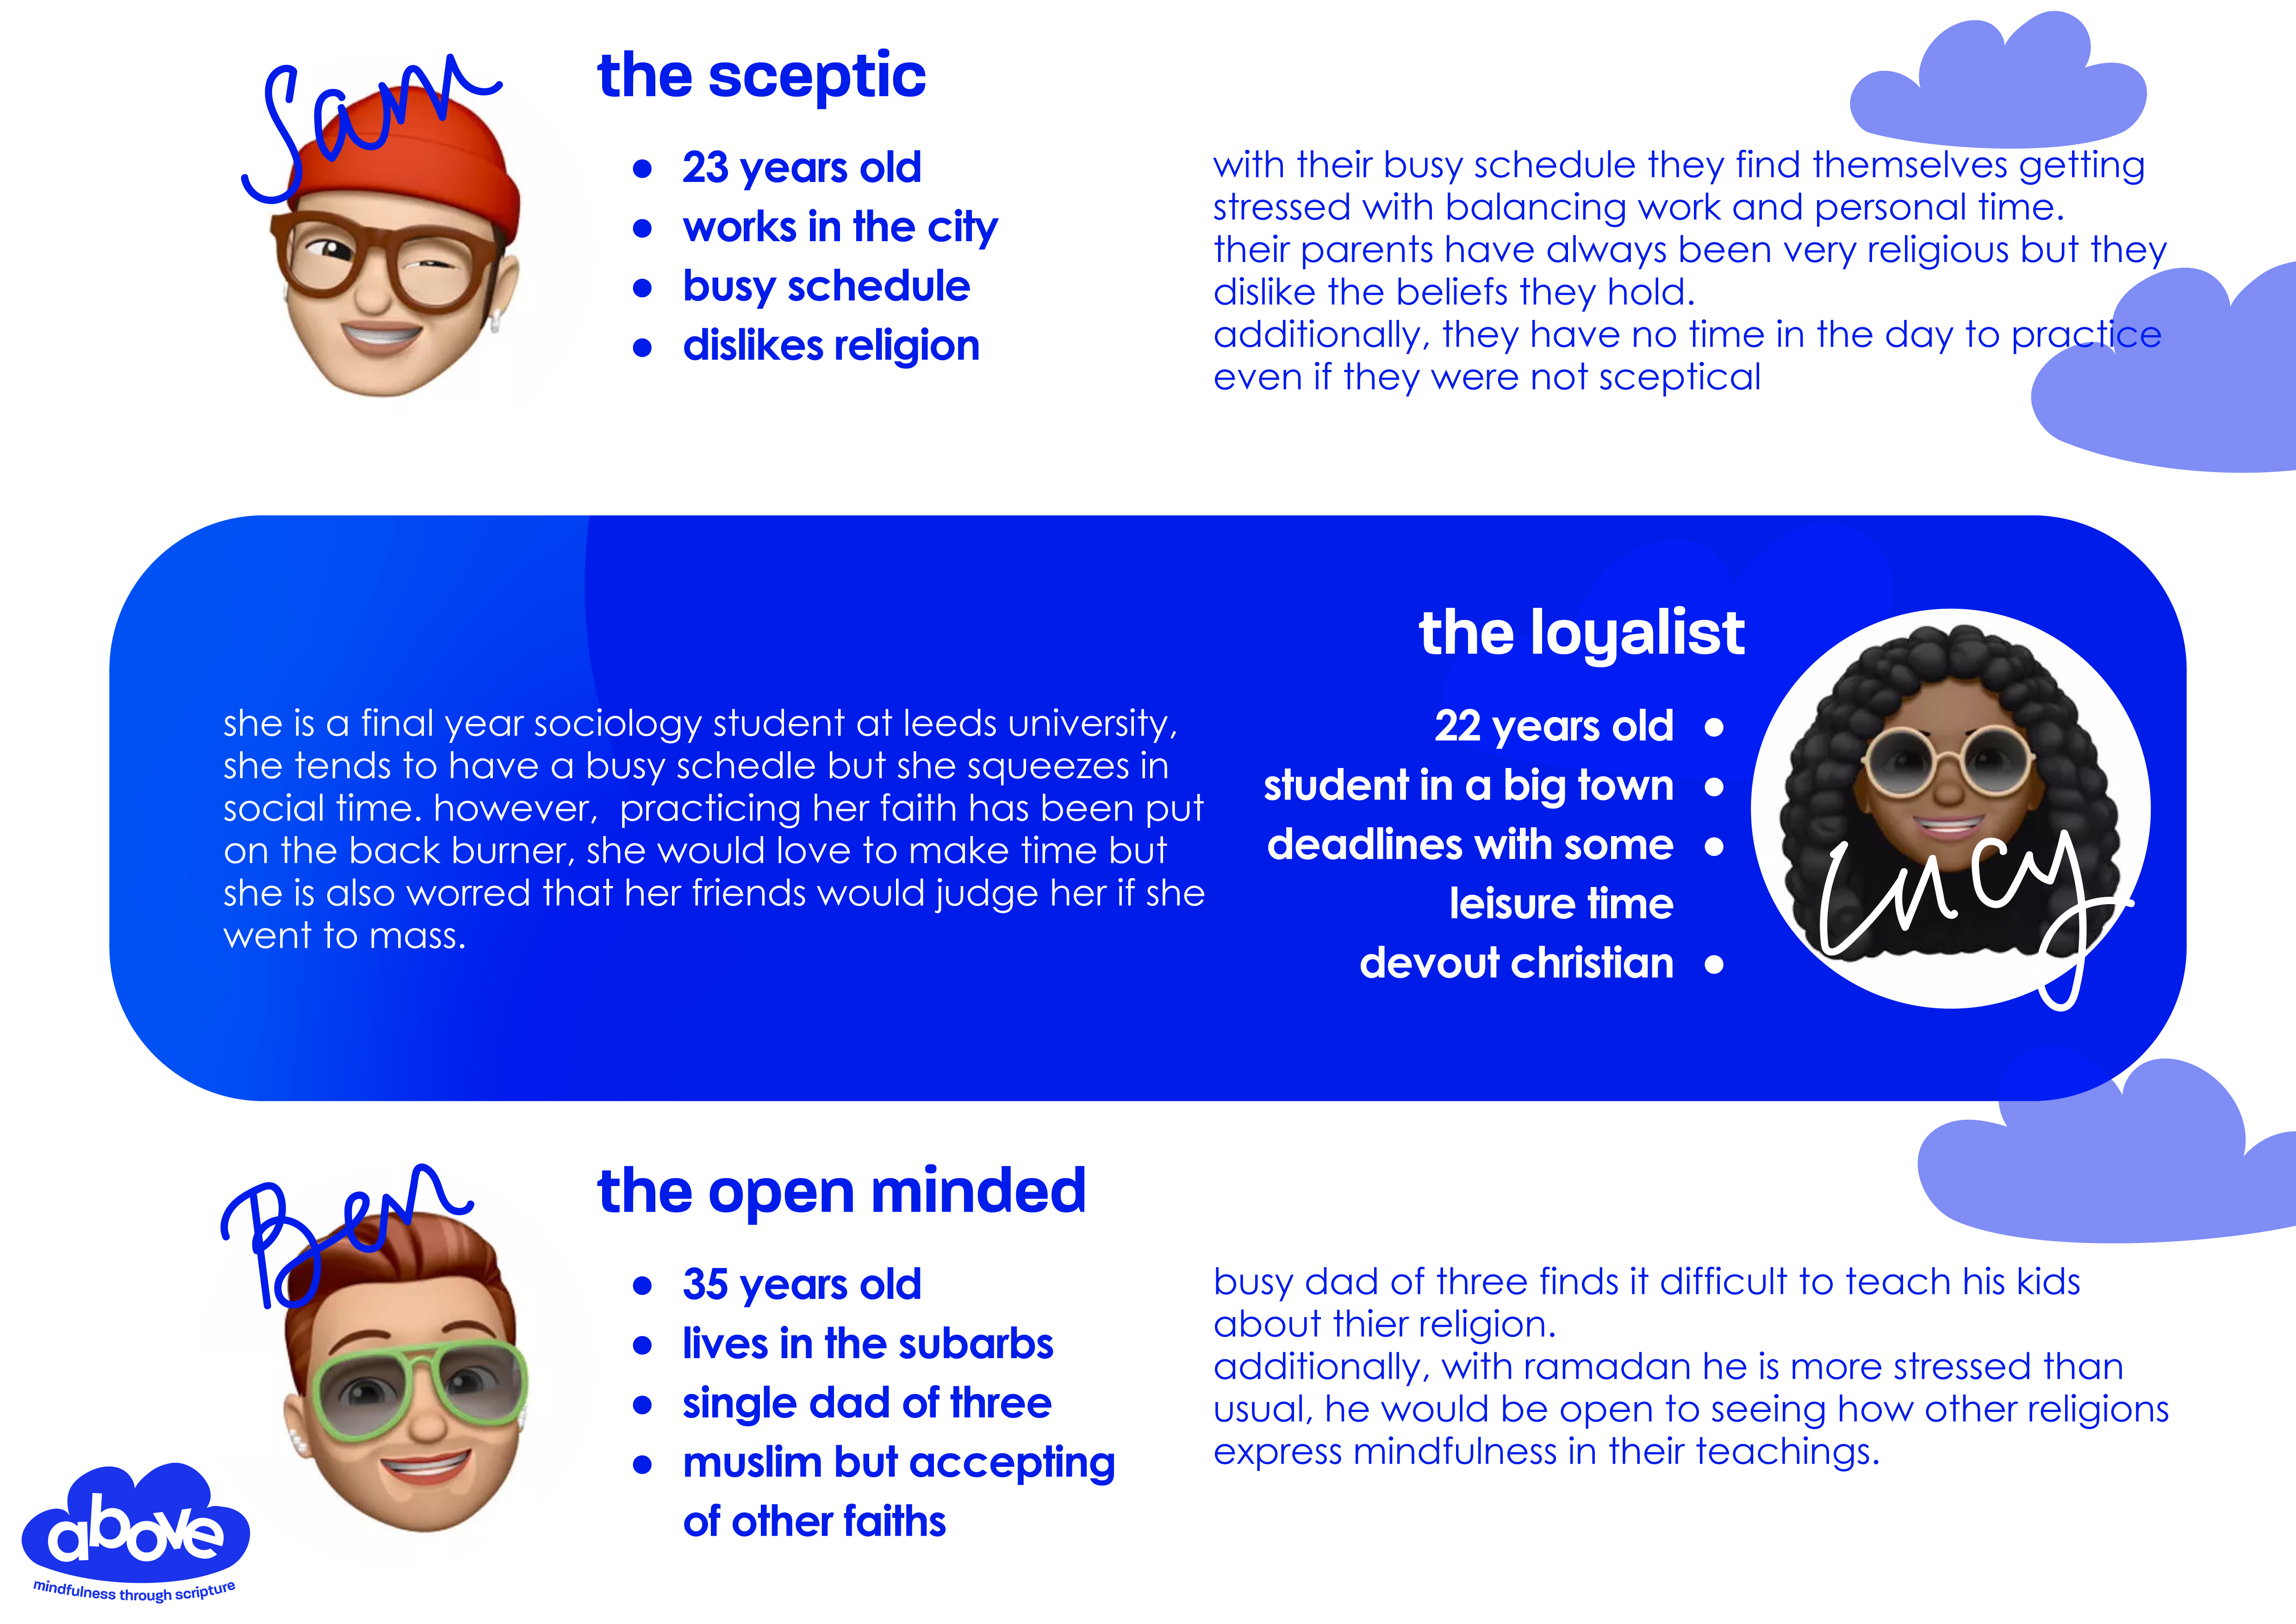 Sam
the sceptic
• 23 years old
• works in the city
• busy schedule
• dislikes religion
with their busy schedule they find themselves getting
stressed with balancing work and personal time.
their parents have always been very religious but they
dislike the beliefs they hold.
additionally, they have no time in the day to practice
even if they were not sceptical
the loyalist
22 years old •
student in a big town •
deadlines with some •
leisure time
devout christian •
Lucy
she is a final year sociology student at leeds university,
she tends to have a busy schedle but she squeezes in
social time. however,  practicing her faith has been put
on the back burner, she would love to make time but
she is also worred that her friends would judge her if she
went to mass.
Ben
the open minded
• 35 years old
• lives in the subarbs
• single dad of three
• muslim but accepting
of other faiths
busy dad of three finds it difficult to teach his kids
about thier religion.
additionally, with ramadan he is more stressed than
usual, he would be open to seeing how other religions
express mindfulness in their teachings.
above
mindfulness through scripture